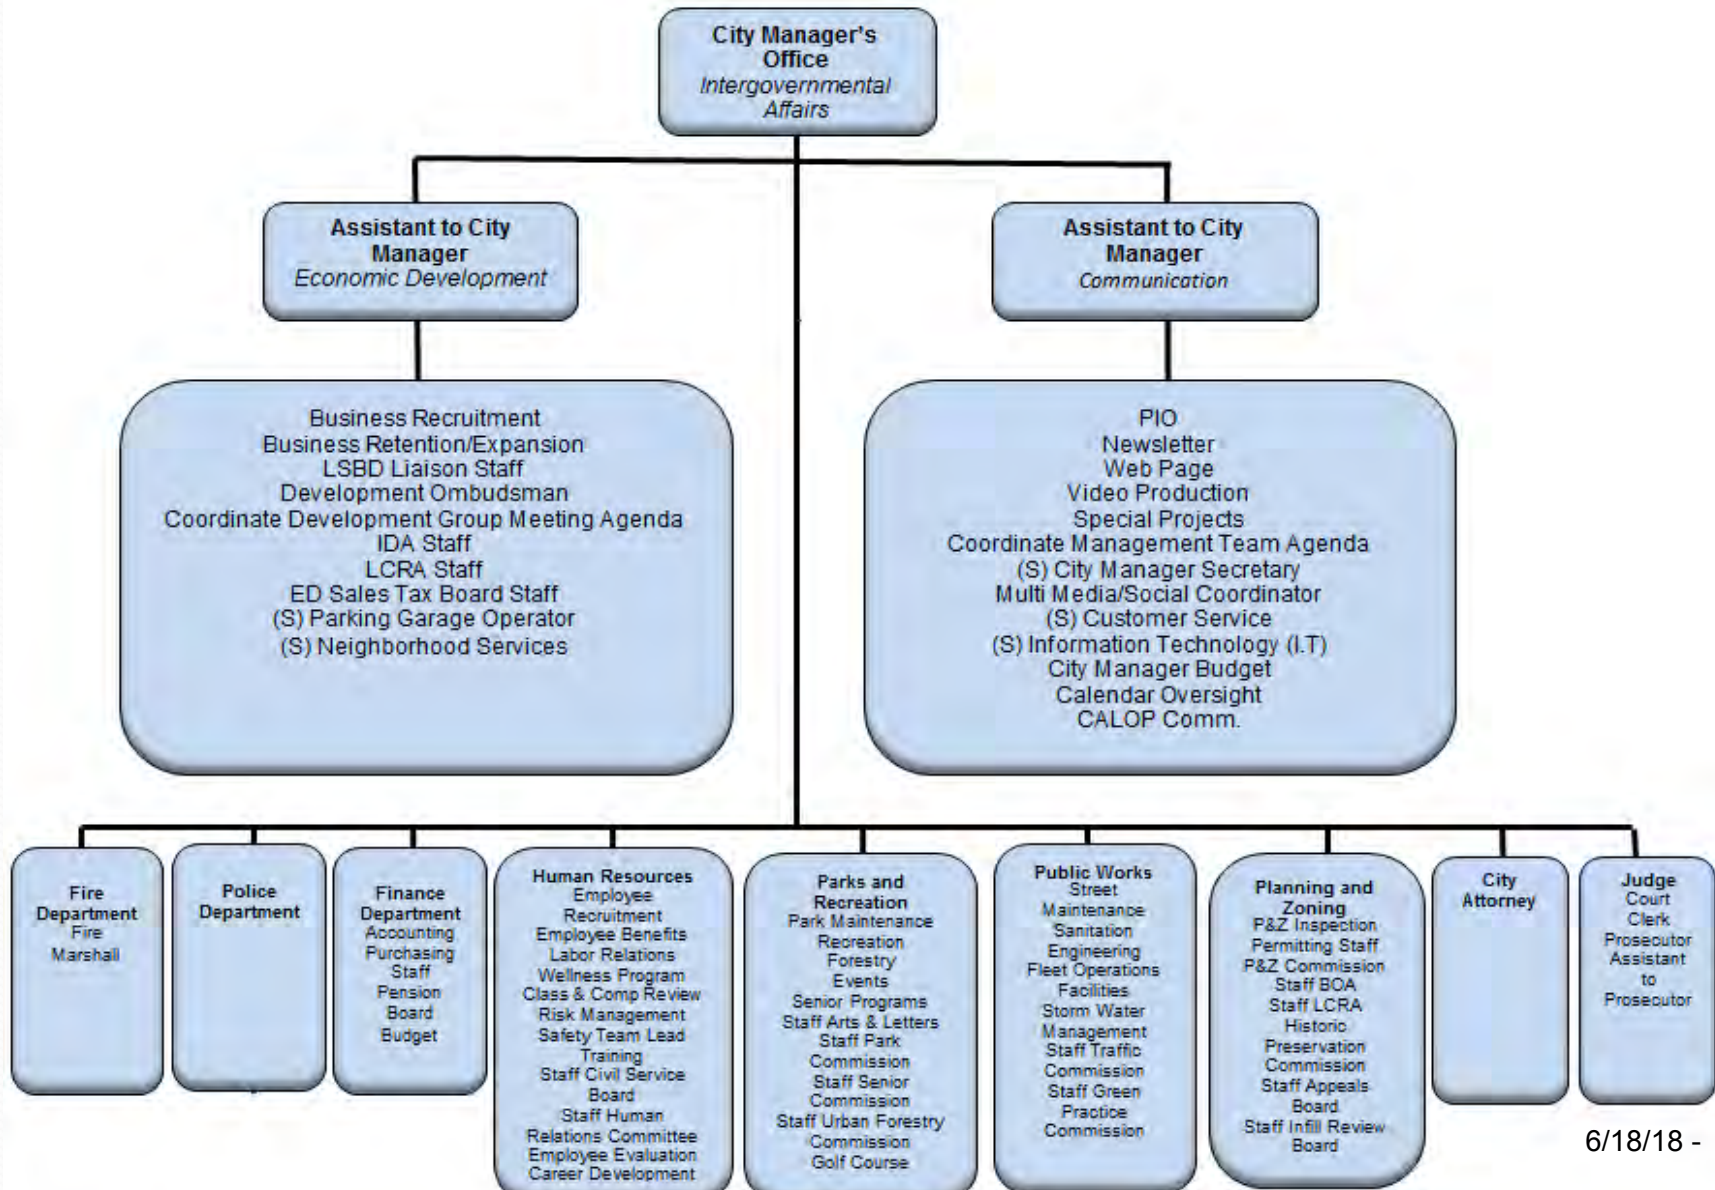 City Manager's
Office
Intergovernmental
Affairs
Assistant to City
Manager
Economic Development
Assistant to City
Manager
Communication
Business Recruitment
Business Retention/Expansion
LSBD Liaison Staff
Development Ombudsman
Coordinate Development Group Meeting Agenda
IDA Staff
LCRA Staff
ED Sales Tax Board Staff
(S) Parking Garage Operator
(S) Neighborhood Services
PIO
Newsletter
Web Page
Video Production
Special Projects
Coordinate Management Team Agenda
(S) City Manager Secretary
Multi Media/Social Coordinator
(S) Customer Service
(S) Information Technology (I.T)
City Manager Budget
Calendar Oversight
CALOP Comm.
Fire
Department
Fire
Marshall
Police
Department
Finance
Department
Accounting
Purchasing
Staff
Pension
Board
Budget
Human Resources
Employee
Recruitment
Employee Benefits
Labor Relations
Wellness Program
Class & Comp Review
Risk Management
Safety Team Lead
Training
Staff Civil Service
Board
Staff Human
Relations Committee
Employee Evaluation
Career Development
Parks and
Recreation
Park Maintenance
Recreation
Forestry
Events
Senior Programs
Staff Arts & Letters
Staff Park
Commission
Staff Senior
Commission
Staff Urban Forestry
Commission
Golf Course
Public Works
Street
Maintenance
Sanitation
Engineering
Fleet Operations
Facilities
Storm Water
Management
Staff Traffic
Commission
Staff Green
Practice
Commission
Planning and
Zoning
P&Z Inspection
Permitting Staff
P&Z Commission
Staff BOA
Staff LCRA
Historic
Preservation
Commission
Staff Appeals
Board
Staff Infill Review
Board
City
Attorney
Judge
Court
Clerk
Prosecutor
Assistant
to
Prosecutor
6/18/18 -